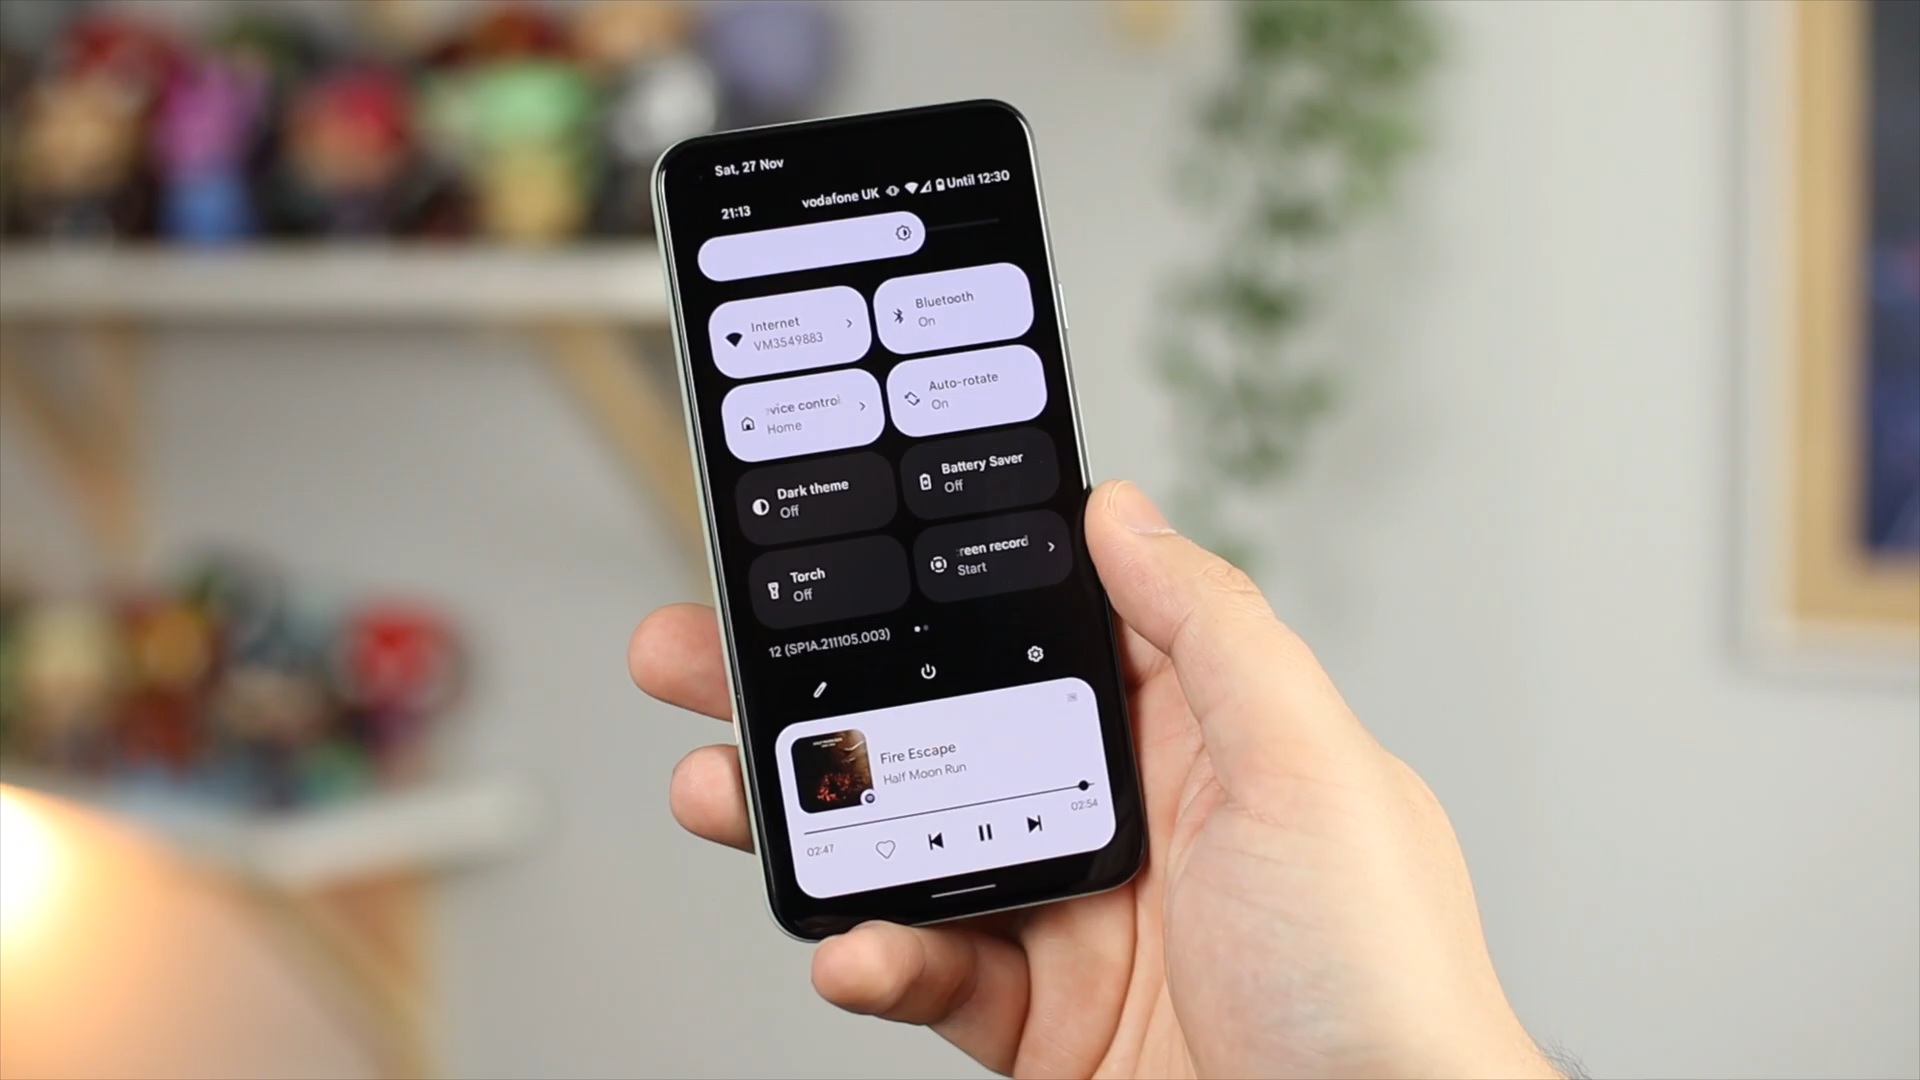 Sat, 27 Nov
21:13 vodafone UK Until 12:30
Internet
VM3549883
Bluetooth
On
vice control
Home
Auto-rotate
On
Dark theme
Off
Battery Saver
Off
Torch
Off
reen record
Start
12 (SP1A.211105.003)
Fire Escape
Half Moon Run
02:47
02:54